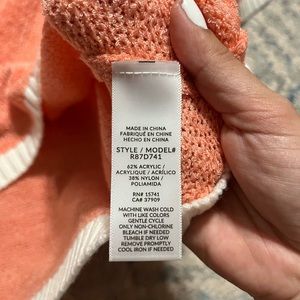 MADE IN CHINA
FABRIQUÉ EN CHINE
HECHO EN CHINA
STYLE / MODEL#
R87D741
62% ACRYLIC /
ACRYLIQUE / ACRÍLICO
38% NYLON /
POLIAMIDA
RN# 15741
CA# 37909
MACHINE WASH COLD
WITH LIKE COLORS
GENTLE CYCLE
ONLY NON-CHLORINE
BLEACH IF NEEDED
TUMBLE DRY LOW
REMOVE PROMPTLY
COOL IRON IF NEEDED